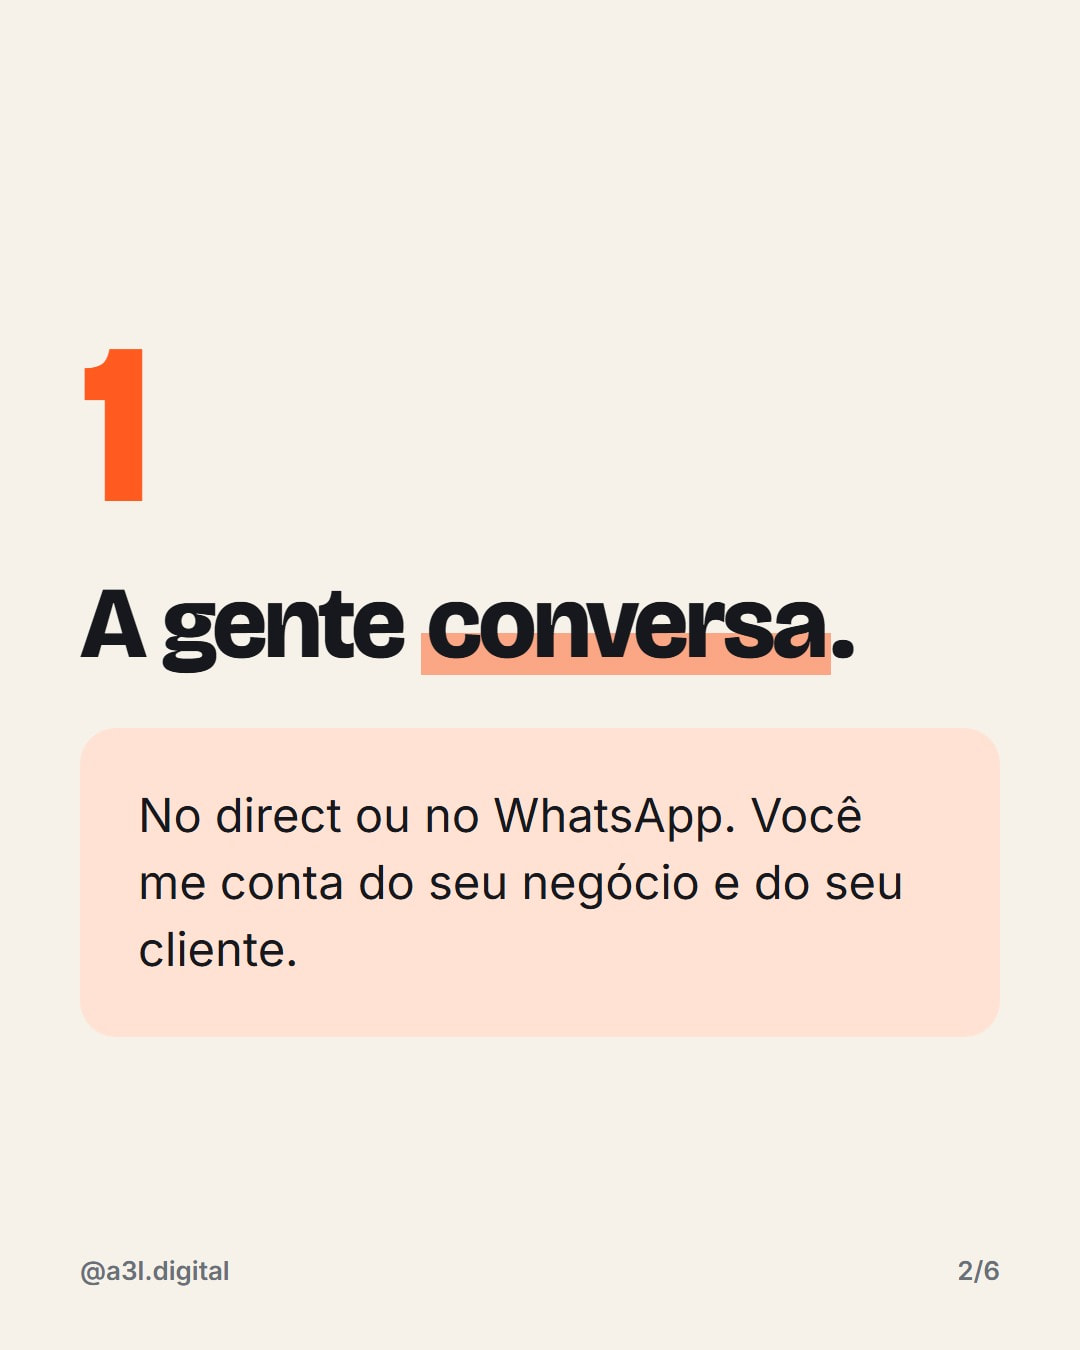 1
A gente conversa.
No direct ou no WhatsApp. Você
me conta do seu negócio e do seu
cliente.
@a3l.digital
2/6